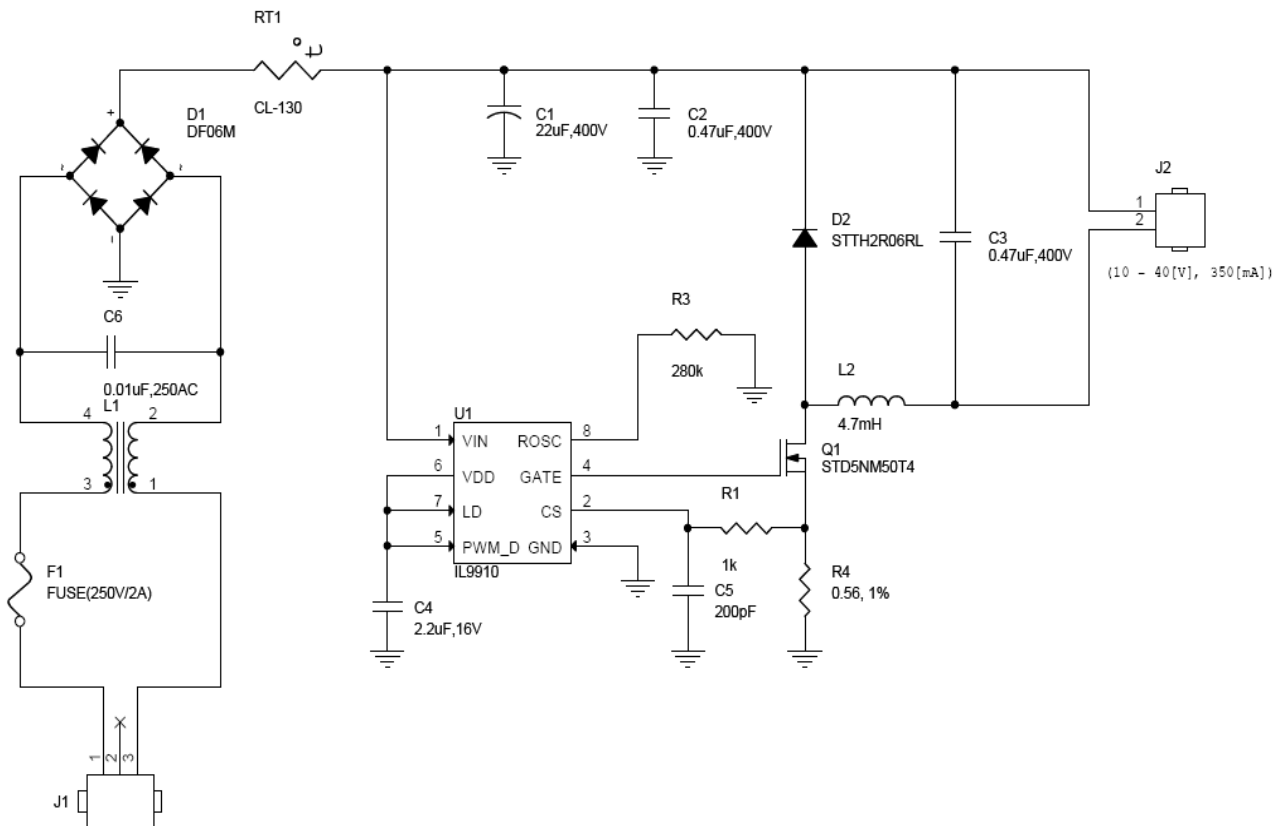 RT1
t
CL-130
D1
DF06M
+
~
~
-
C1
22uF,400V
C2
0.47uF,400V
J2
1
2
(10 - 40[V], 350[mA])
D2
STTH2R06RL
C3
0.47uF,400V
R3
280k
C6
0.01uF,250AC
L1
4
2
3
1
L2
4.7mH
U1
1
VIN
ROSC
8
6
VDD
GATE
4
7
LD
CS
2
5
PWM_D
GND
3
IL9910
Q1
STD5NM50T4
R1
1k
C5
200pF
R4
0.56, 1%
F1
FUSE(250V/2A)
C4
2.2uF,16V
1
2
3
J1